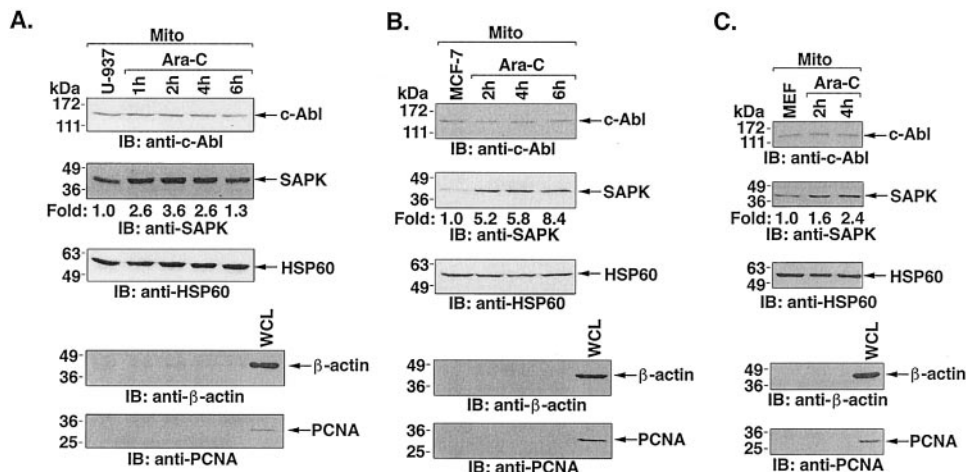 A.
Mito
Ara-C
kDa U-937 1h 2h 4h 6h
172-
111-
c-Abl
IB: anti-c-Abl
49-
36-
SAPK
Fold: 1.0 2.6 3.6 2.6 1.3
IB: anti-SAPK
63-
49-
HSP60
IB: anti-HSP60
WCL
49-
36-
β-actin
IB: anti-β-actin
36-
25-
PCNA
IB: anti-PCNA
B.
Mito
Ara-C
kDa MCF-7 2h 4h 6h
172-
111-
c-Abl
IB: anti-c-Abl
49-
36-
SAPK
Fold: 1.0 5.2 5.8 8.4
IB: anti-SAPK
63-
49-
HSP60
IB: anti-HSP60
WCL
49-
36-
β-actin
IB: anti-β-actin
36-
25-
PCNA
IB: anti-PCNA
C.
Mito
Ara-C
kDa MEF 2h 4h
172-
111-
c-Abl
IB: anti-c-Abl
49-
36-
SAPK
Fold: 1.0 1.6 2.4
IB: anti-SAPK
63-
49-
HSP60
IB: anti-HSP60
WCL
49-
36-
β-actin
IB: anti-β-actin
36-
25-
PCNA
IB: anti-PCNA